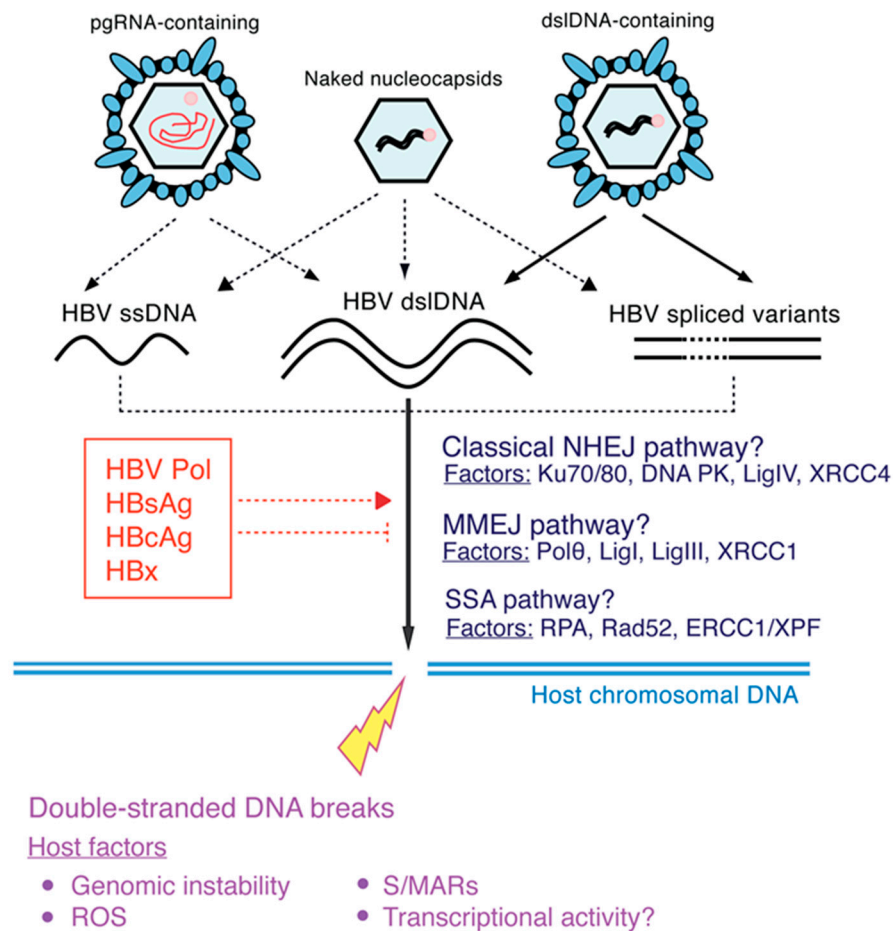 pgRNA-containing
Naked nucleocapsids
dslDNA-containing
HBV ssDNA
HBV dslDNA
HBV spliced variants
HBV Pol
HBsAg
HBcAg
HBx
Classical NHEJ pathway?
Factors: Ku70/80, DNA PK, LigIV, XRCC4
MMEJ pathway?
Factors: Polθ, LigI, LigIII, XRCC1
SSA pathway?
Factors: RPA, Rad52, ERCC1/XPF
Host chromosomal DNA
Double-stranded DNA breaks
Host factors
• Genomic instability
• ROS
• S/MARs
• Transcriptional activity?